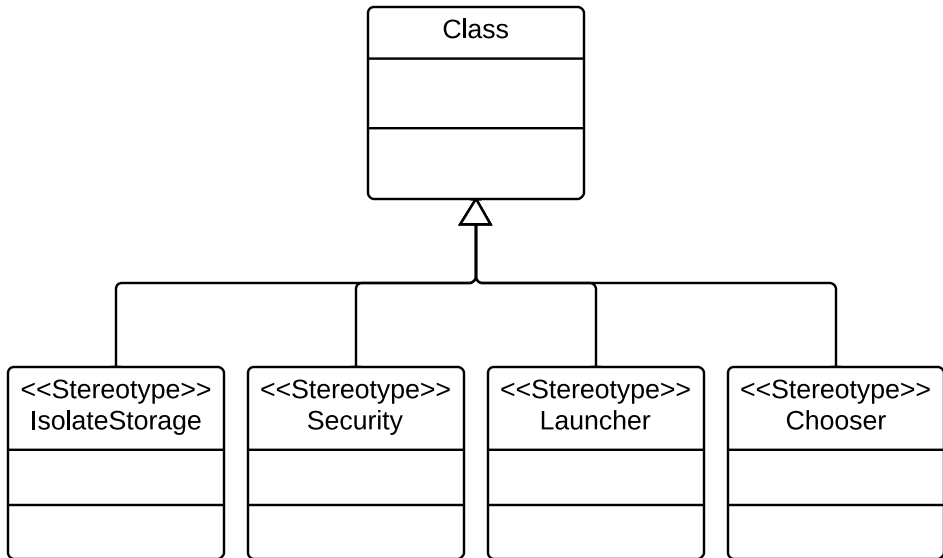 Class
<<Stereotype>>
IsolateStorage
<<Stereotype>>
Security
<<Stereotype>>
Launcher
<<Stereotype>>
Chooser